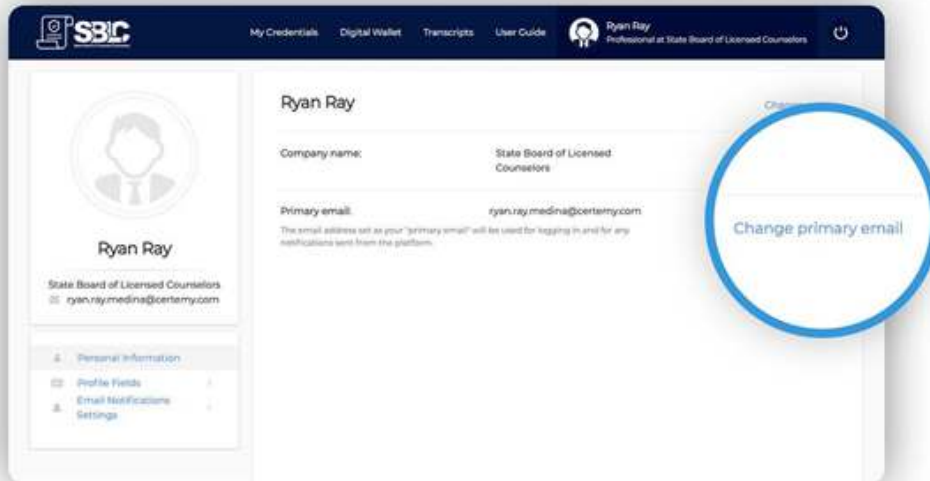 SBLC
My Credentials Digital Wallet Transcripts User Guide
Ryan Ray
Professional at State Board of Licensed Counselors
Ryan Ray
State Board of Licensed Counselors
ryan.ray.medina@certemy.com
Personal Information
Profile Fields
Email Notifications
Settings
Ryan Ray
Company name:
State Board of Licensed
Counselors
Primary email:
ryan.ray.medina@certemy.com
The email address set as your "primary email" will be used for logging in and for any
notifications sent from the platform.
Change primary email